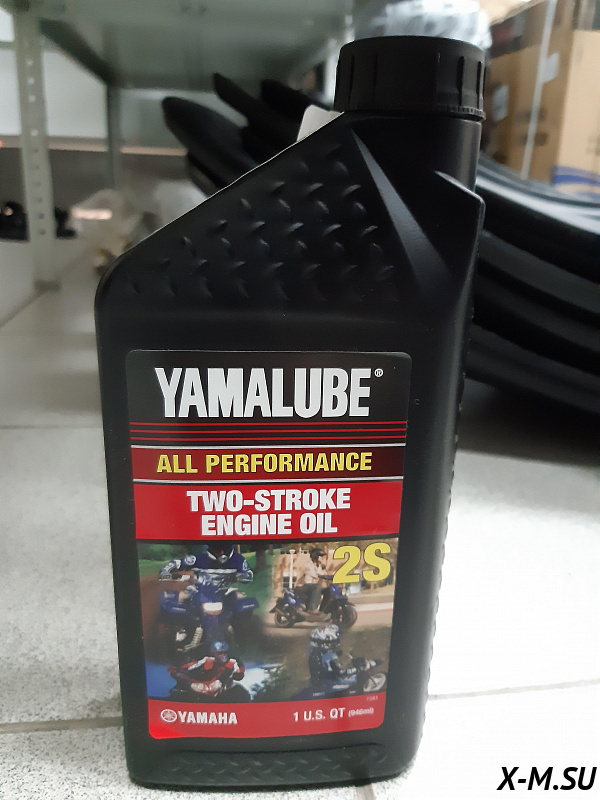 YAMALUBE®
ALL PERFORMANCE
TWO-STROKE
ENGINE OIL
2S
YAMAHA
1 U.S. QT (946ml)
X-M.SU